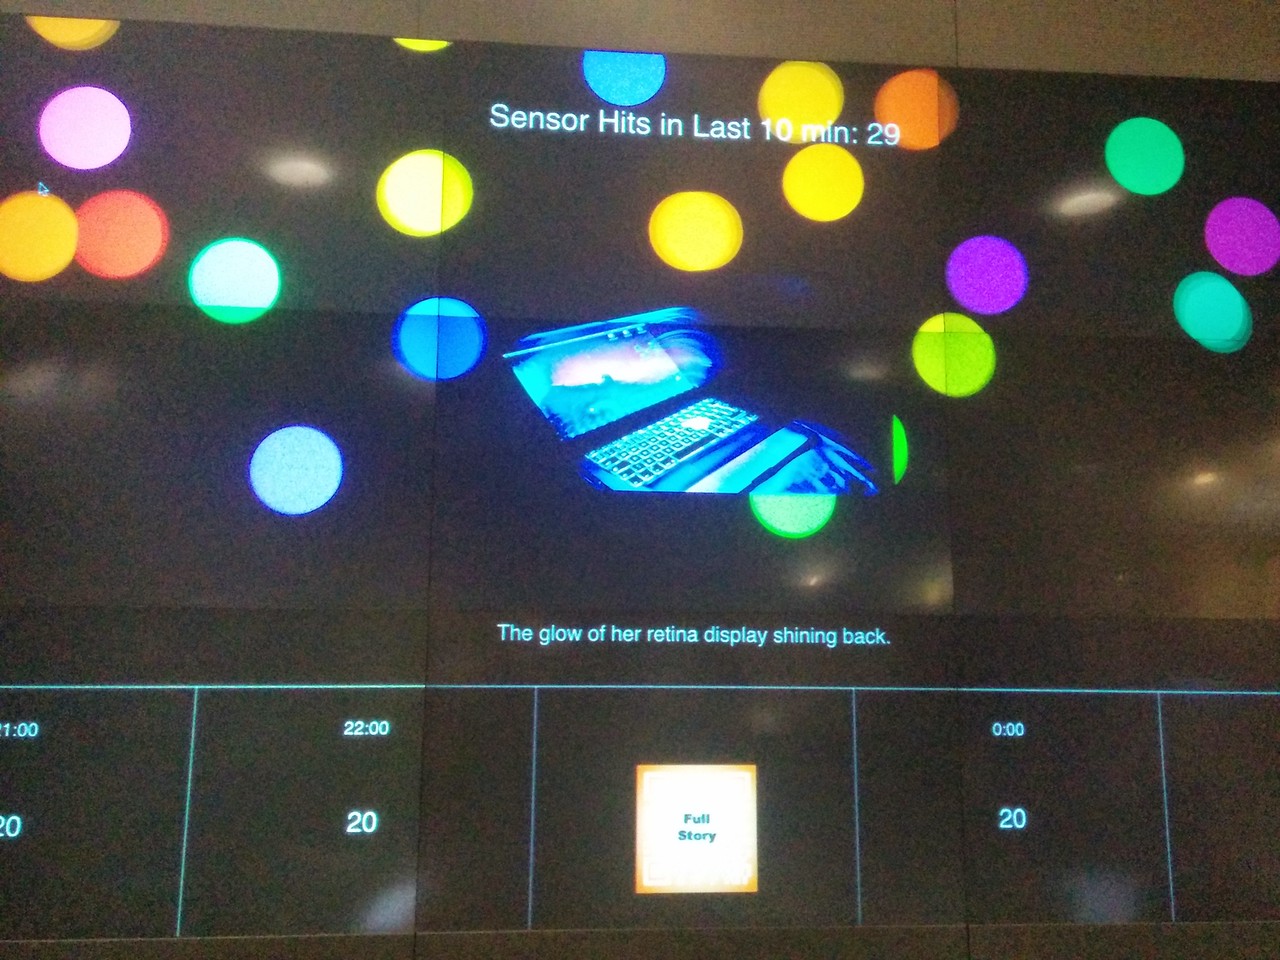 Sensor Hits in Last 10 min: 29
The glow of her retina display shining back.
22:00
0:00
20
20
20
Full
Story